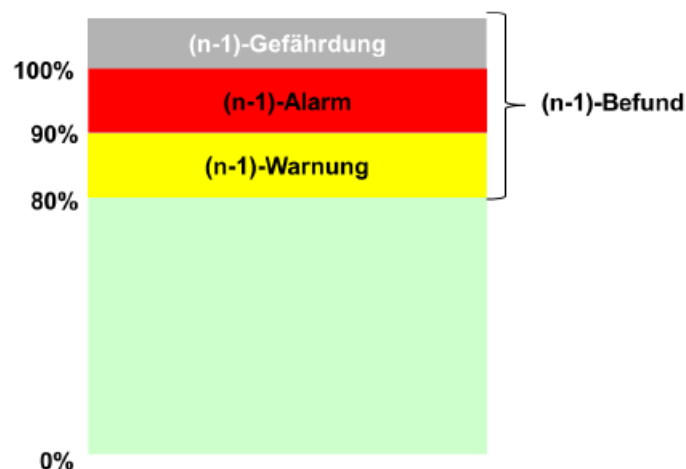 (n-1)-Gefährdung
100%
(n-1)-Alarm
(n-1)-Befund
90%
(n-1)-Warnung
80%
0%